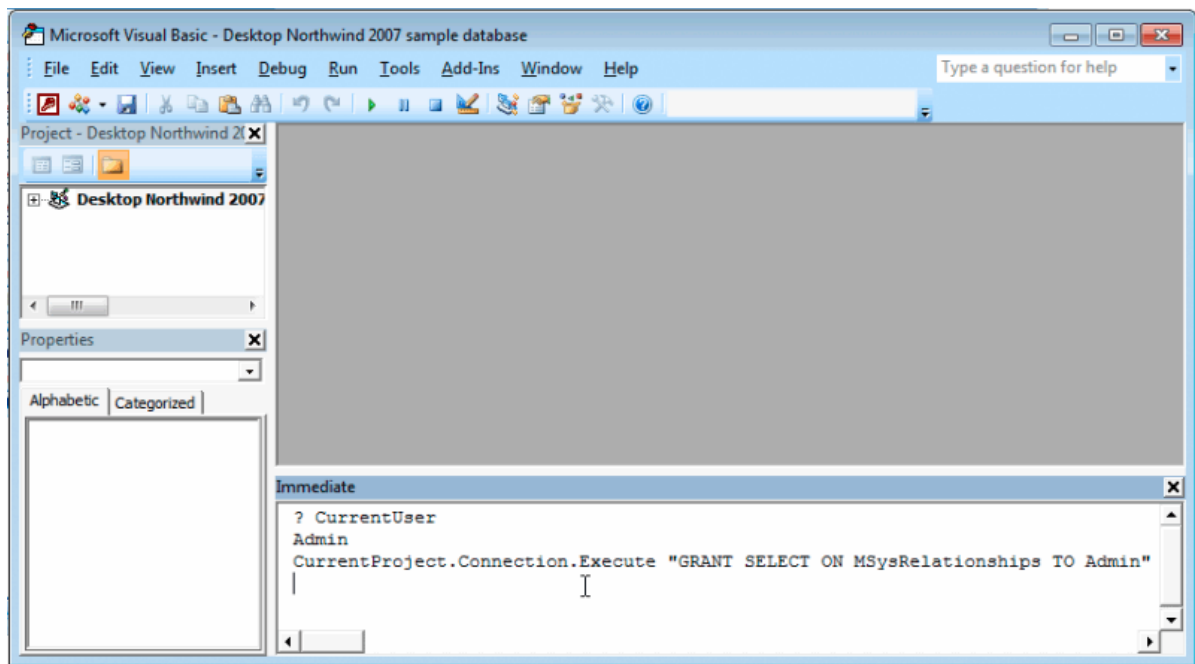 Microsoft Visual Basic - Desktop Northwind 2007 sample database
File Edit View Insert Debug Run Tools Add-Ins Window Help
Type a question for help
Project - Desktop Northwind 20
Desktop Northwind 2007
Properties
Alphabetic Categorized
Immediate
? CurrentUser
Admin
CurrentProject.Connection.Execute "GRANT SELECT ON MSysRelationships TO Admin"